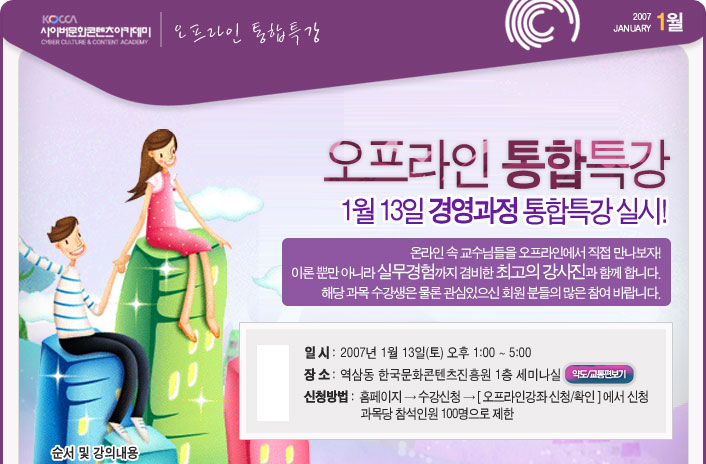 KOCCA
사이버문화콘텐츠아카데미
CYBER CULTURE & CONTENT ACADEMY
오프라인 통합특강
2007
JANUARY 1월
오프라인 통합특강
1월 13일 경영과정 통합특강 실시!
온라인 속 교수님들을 오프라인에서 직접 만나보자!
이론 뿐만 아니라 실무경험까지 겸비한 최고의 강사진과 함께 합니다.
해당 과목 수강생은 물론 관심있으신 회원 분들의 많은 참여 바랍니다.
일 시 : 2007년 1월 13일(토) 오후 1:00 ~ 5:00
장 소 : 역삼동 한국문화콘텐츠진흥원 1층 세미나실 약도/교통편보기
신청방법 : 홈페이지 → 수강신청 → [ 오프라인강좌 신청/확인 ] 에서 신청
과목당 참석인원 100명으로 제한
순서 및 강의내용